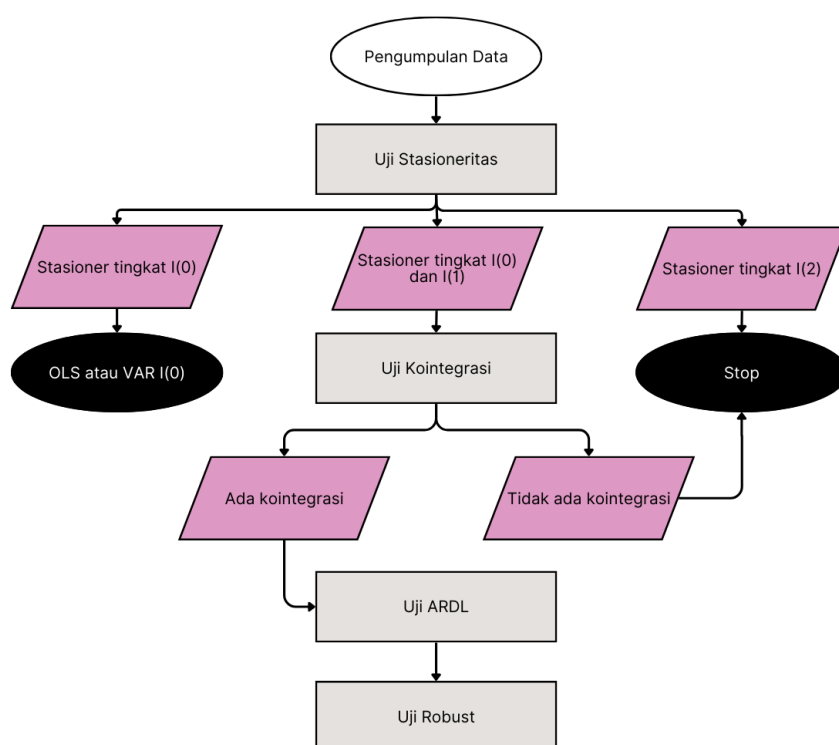 Pengumpulan Data
Uji Stasioneritas
Stasioner tingkat I(0)
Stasioner tingkat I(0)
dan I(1)
Stasioner tingkat I(2)
OLS atau VAR I(0)
Uji Kointegrasi
Stop
Ada kointegrasi
Tidak ada kointegrasi
Uji ARDL
Uji Robust